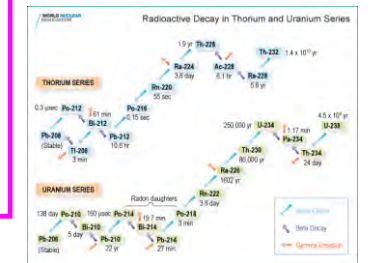 WORLD NUCLEAR
ASSOCIATION
Radioactive Decay in Thorium and Uranium Series
THORIUM SERIES
1.9 yr Th-228
Th-232 1.4 x 10¹⁰ yr
Ra-224
3.6 day
Ac-228
6.1 hr
Ra-228
5.8 yr
Rn-220
55 sec
0.3 µsec Po-212
61 min
Po-216
0.15 sec
Bi-212
Pb-208
(Stable)
Pb-212
10.6 hr
Tl-208
3 min
4.5 x 10⁹ yr
250,000 yr U-234
U-238
1.17 min
Pa-234
Th-230
80,000 yr
Th-234
24 day
URANIUM SERIES
Ra-226
1602 yr
Radon daughters
Rn-222
3.8 day
138 day Po-210
160 µsec Po-214
19.7 min
Po-218
3 min
Bi-210
5 day
Bi-214
Pb-206
(Stable)
Pb-210
22 yr
Pb-214
27 min
Beta Decay
Gamma Emission